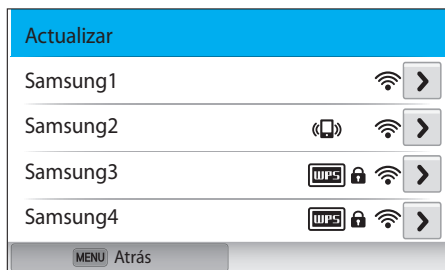 Actualizar
Samsung1
Samsung2
WPS
Samsung3
WPS
Samsung4
MENU Atrás